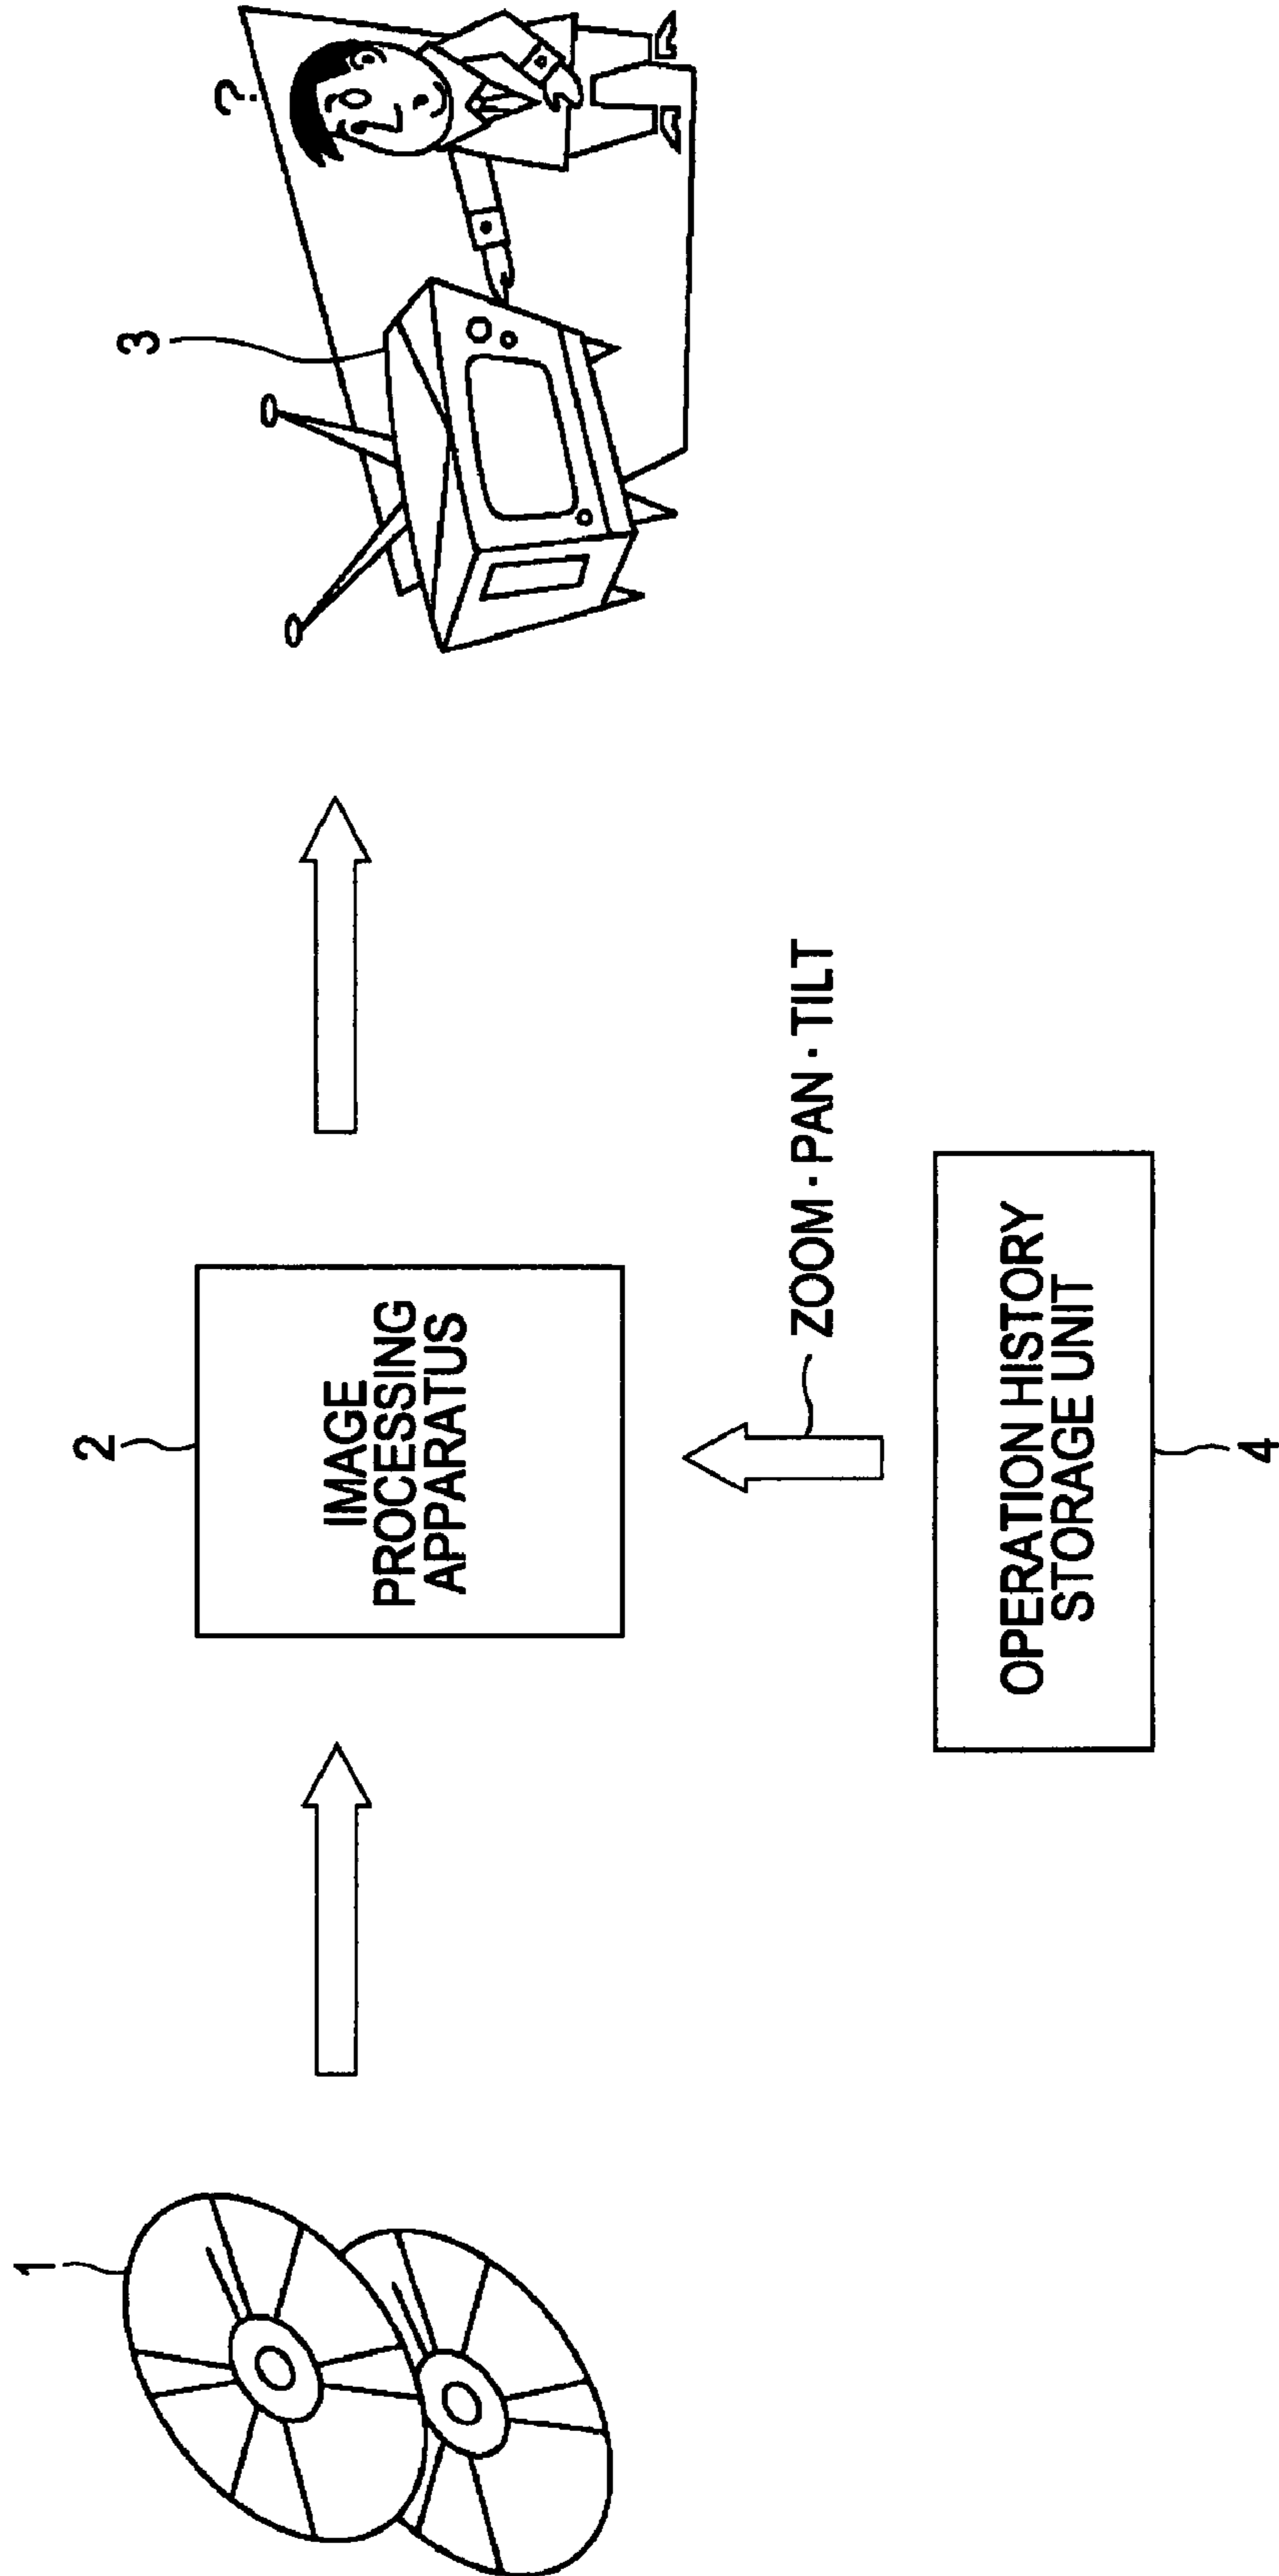 1
2
IMAGE
PROCESSING
APPARATUS
3
?
ZOOM · PAN · TILT
OPERATION HISTORY
STORAGE UNIT
4